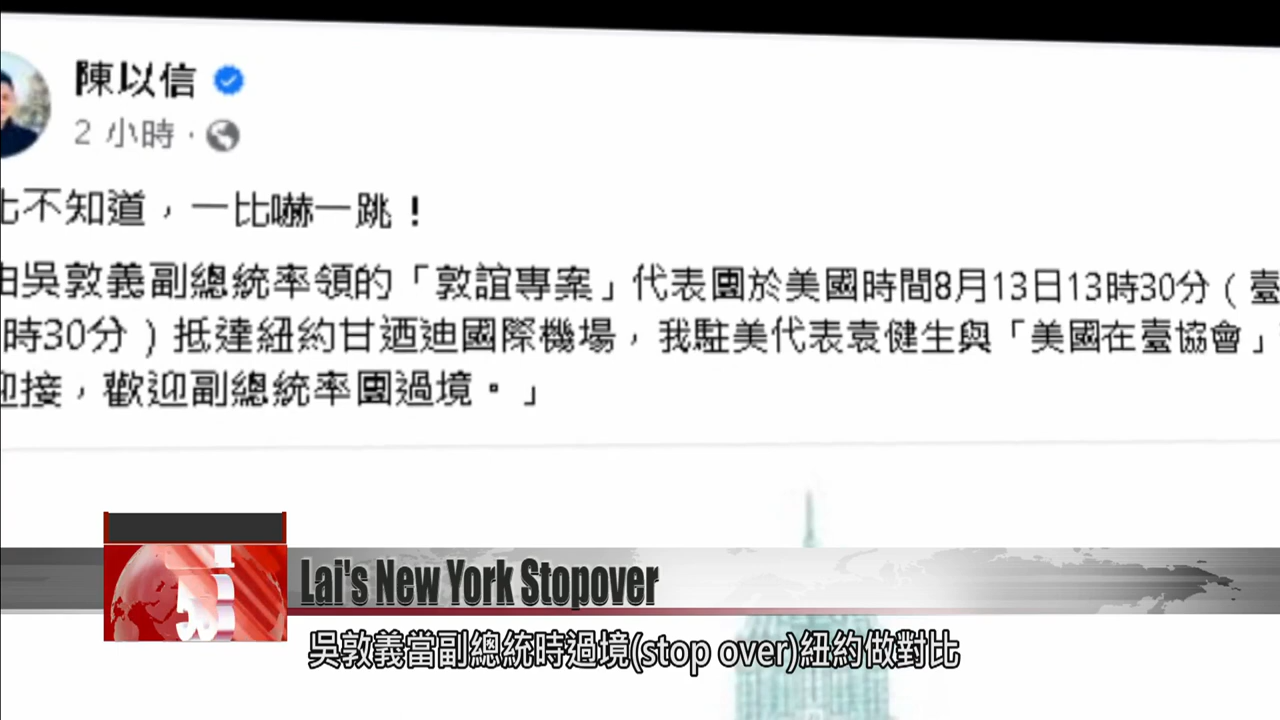 陳以信
2 小時 ·
不知道，一比嚇一跳！
由吳敦義副總統率領的「敦誼專案」代表團於美國時間8月13日13時30分（臺
時30分）抵達紐約甘迺迪國際機場，我駐美代表袁健生與「美國在臺協會」
迎接，歡迎副總統率團過境。」
Lai's New York Stopover
吳敦義當副總統時過境(stop over)紐約做對比